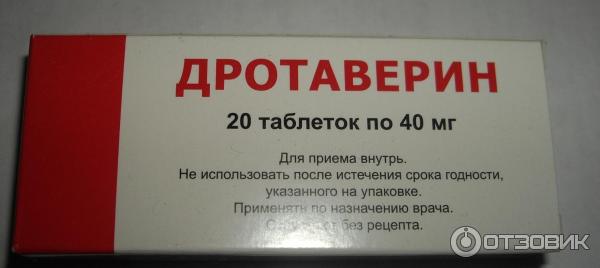 ДРОТАВЕРИН
20 таблеток по 40 мг
Для приема внутрь.
Не использовать после истечения срока годности,
указанного на упаковке.
Применять по назначению врача.
без рецепта.
ОТЗОВИК